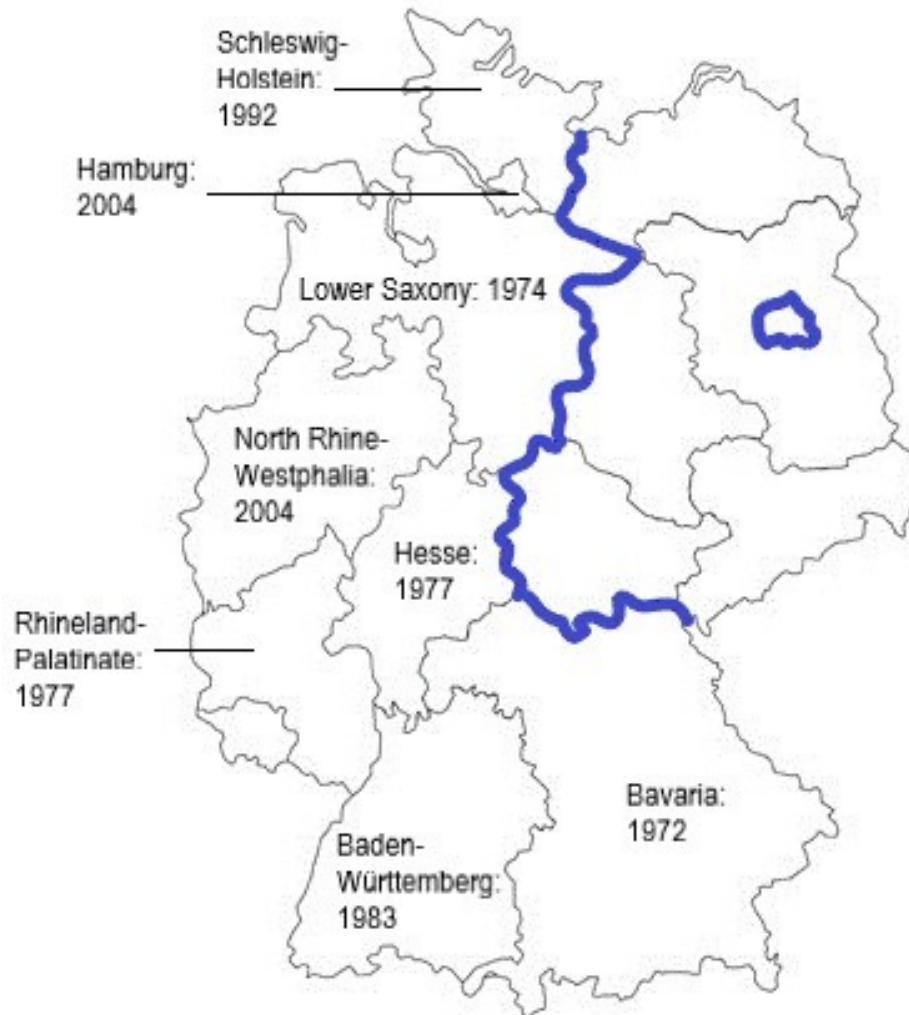 Schleswig-
Holstein:
1992
Hamburg:
2004
Lower Saxony: 1974
North Rhine-
Westphalia:
2004
Hesse:
1977
Rhineland-
Palatinate:
1977
Bavaria:
1972
Baden-
Württemberg:
1983